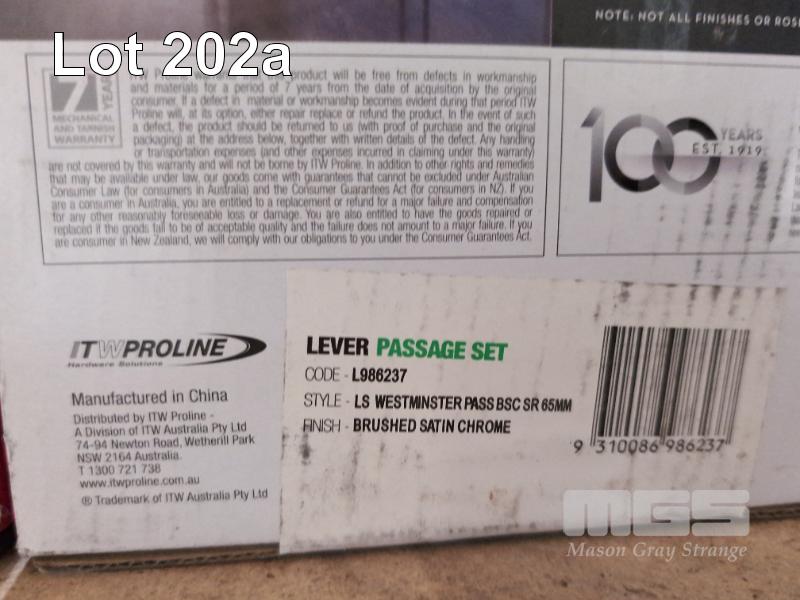 NOTE: NOT ALL FINISHES OR
Lot 202a
7 YEAR
MECHANICAL
AND TARNISH
WARRANTY
ITW Proline product will be free from defects in workmanship
and materials for a period of 7 years from the date of acquisition by the original
consumer. If a defect in material or workmanship becomes evident during that period ITW
Proline will, at its option, either repair replace or refund the product. In the event of such
a defect, the product should be returned to us (with proof of purchase and the original
packaging) at the address below, together with written details of the defect. Any handling
or transportation expenses (and other expenses incurred in claiming under this warranty)
are not covered by this warranty and will not be borne by ITW Proline. In addition to other rights and remedies
that may be available under law, our goods come with guarantees that cannot be excluded under Australian
Consumer Law (for consumers in Australia) and the Consumer Guarantees Act (for consumers in NZ). If you
are a consumer in Australia, you are entitled to a replacement or refund for a major failure and compensation
for any other reasonably foreseeable loss or damage. You are also entitled to have the goods repaired or
replaced if the goods fail to be of acceptable quality and the failure does not amount to a major failure. If you
are consumer in New Zealand, we will comply with our obligations to you under the Consumer Guarantees Act.
100 YEARS
EST. 1919
ITWPROLINE
Hardware Solutions
Manufactured in China
Distributed by ITW Proline -
A Division of ITW Australia Pty Ltd
74-94 Newton Road, Wetherill Park
NSW 2164 Australia.
T 1300 721 738
www.itwproline.com.au
® Trademark of ITW Australia Pty Ltd
LEVER PASSAGE SET
CODE - L986237
STYLE - LS WESTMINSTER PASS BSC SR 65MM
FINISH - BRUSHED SATIN CHROME
9 310086 986237
MGS
Mason Gray Strange